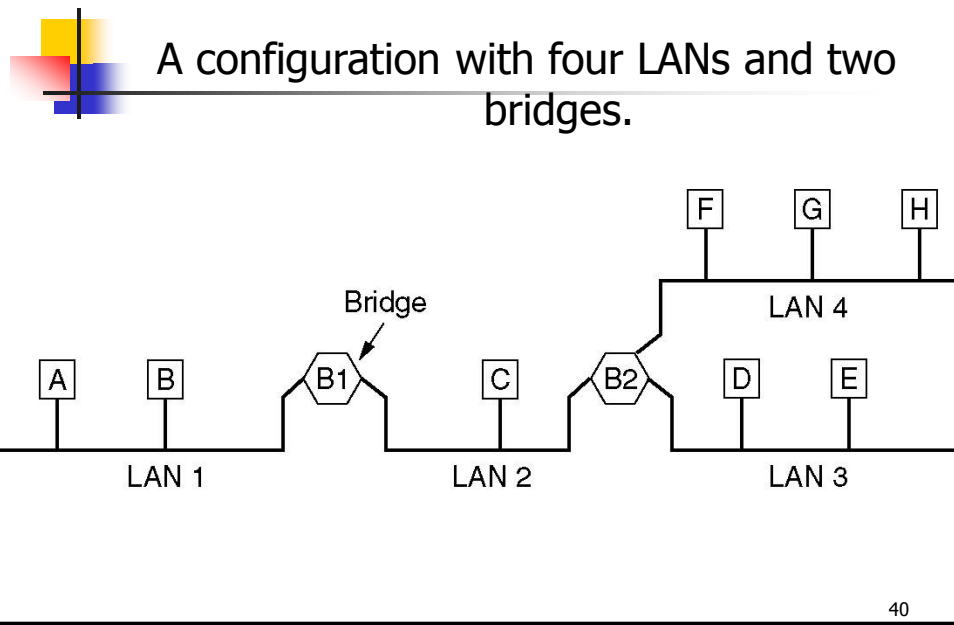 A configuration with four LANs and two
bridges.
F G H
LAN 4
Bridge
A B B1 C B2 D E
LAN 1 LAN 2 LAN 3
40